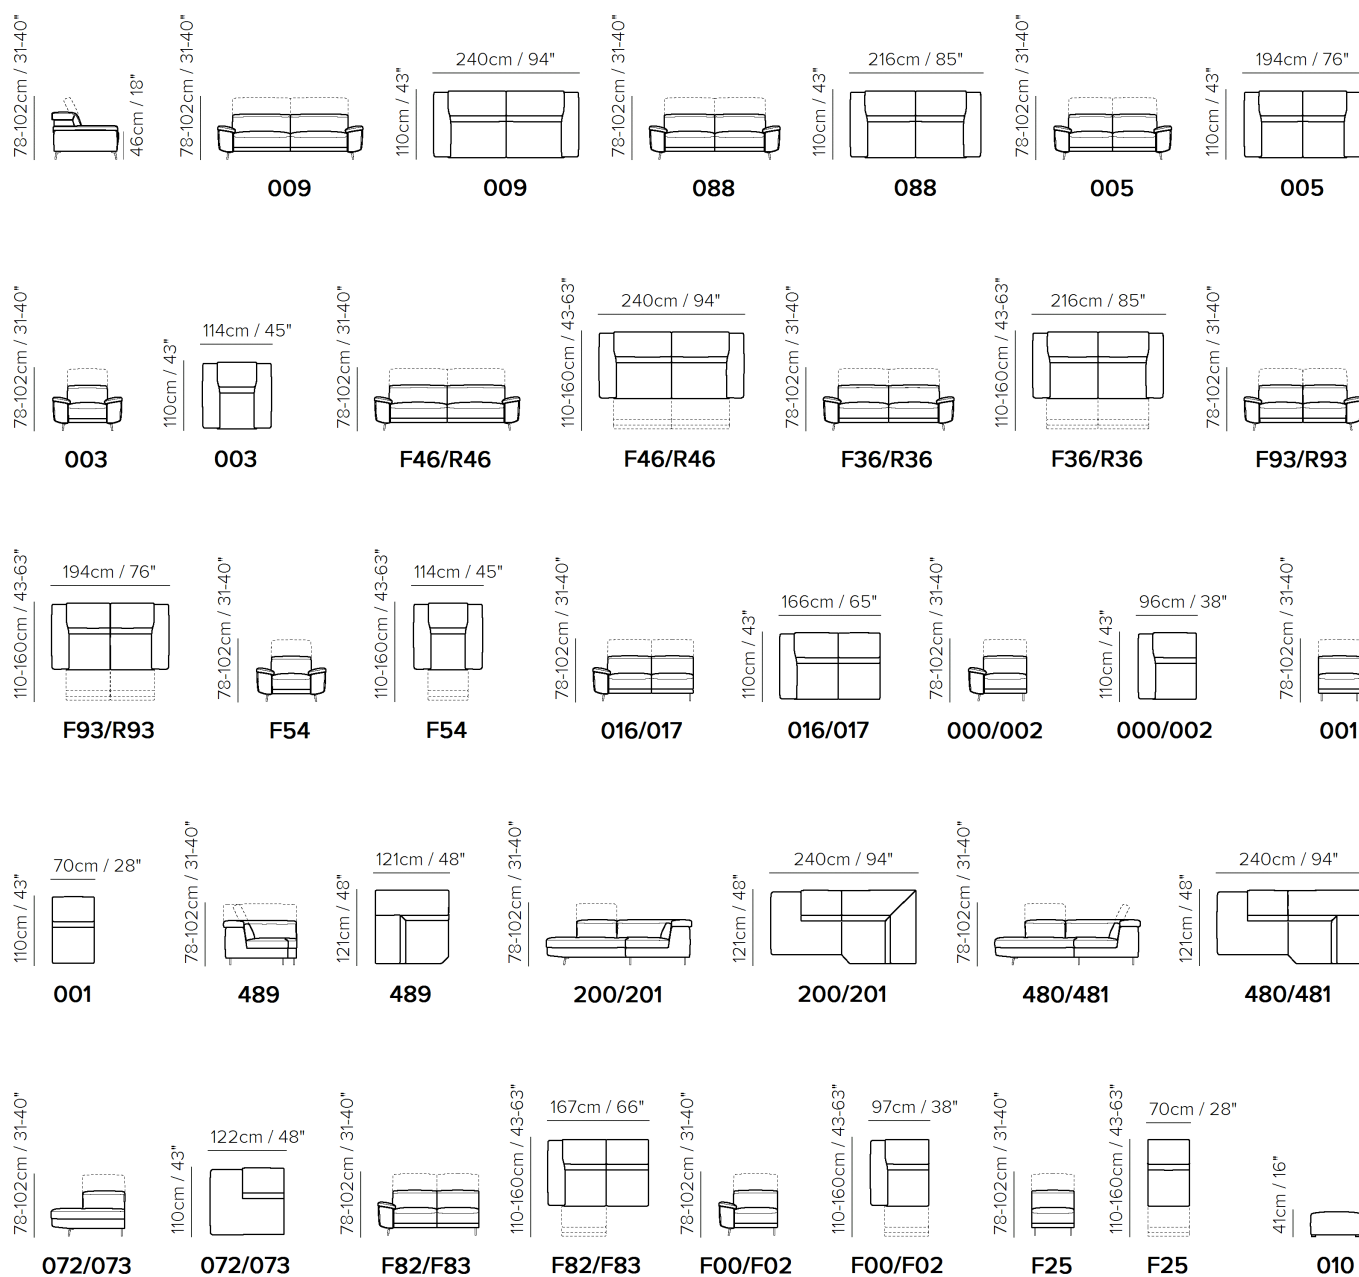 78-102cm / 31-40"
46cm / 18"
78-102cm / 31-40"
009
110cm / 43"
240cm / 94"
009
78-102cm / 31-40"
088
110cm / 43"
216cm / 85"
088
78-102cm / 31-40"
005
110cm / 43"
194cm / 76"
005
78-102cm / 31-40"
003
110cm / 43"
114cm / 45"
003
78-102cm / 31-40"
F46/R46
110-160cm / 43-63"
240cm / 94"
F46/R46
78-102cm / 31-40"
F36/R36
110-160cm / 43-63"
216cm / 85"
F36/R36
78-102cm / 31-40"
F93/R93
110-160cm / 43-63"
194cm / 76"
F93/R93
78-102cm / 31-40"
F54
110-160cm / 43-63"
114cm / 45"
F54
78-102cm / 31-40"
016/017
110cm / 43"
166cm / 65"
016/017
78-102cm / 31-40"
000/002
110cm / 43"
96cm / 38"
000/002
78-102cm / 31-40"
001
110cm / 43"
70cm / 28"
001
78-102cm / 31-40"
489
121cm / 48"
121cm / 48"
489
78-102cm / 31-40"
200/201
121cm / 48"
240cm / 94"
200/201
78-102cm / 31-40"
480/481
121cm / 48"
240cm / 94"
480/481
78-102cm / 31-40"
072/073
110cm / 43"
122cm / 48"
072/073
78-102cm / 31-40"
F82/F83
110-160cm / 43-63"
167cm / 66"
F82/F83
78-102cm / 31-40"
F00/F02
110-160cm / 43-63"
97cm / 38"
F00/F02
78-102cm / 31-40"
F25
110-160cm / 43-63"
70cm / 28"
F25
41cm / 16"
010